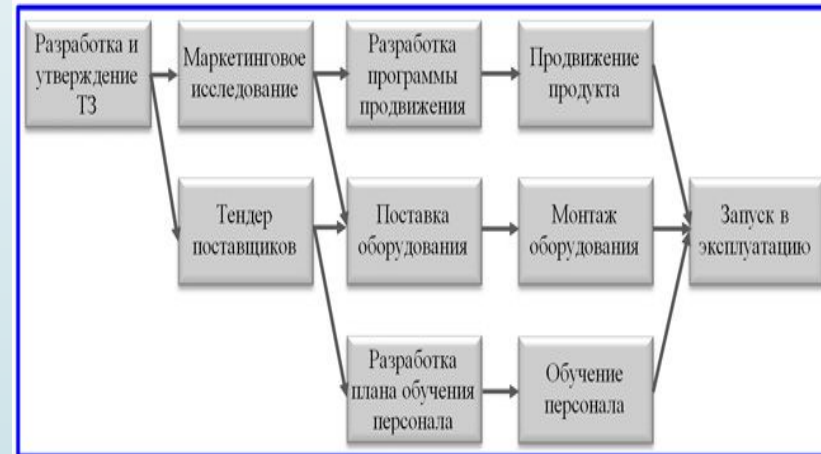 Разработка и
утверждение
ТЗ
Маркетинговое
исследование
Разработка
программы
продвижения
Продвижение
продукта
Тендер
поставщиков
Поставка
оборудования
Монтаж
оборудования
Запуск в
эксплуатацию
Разработка
плана обучения
персонала
Обучение
персонала